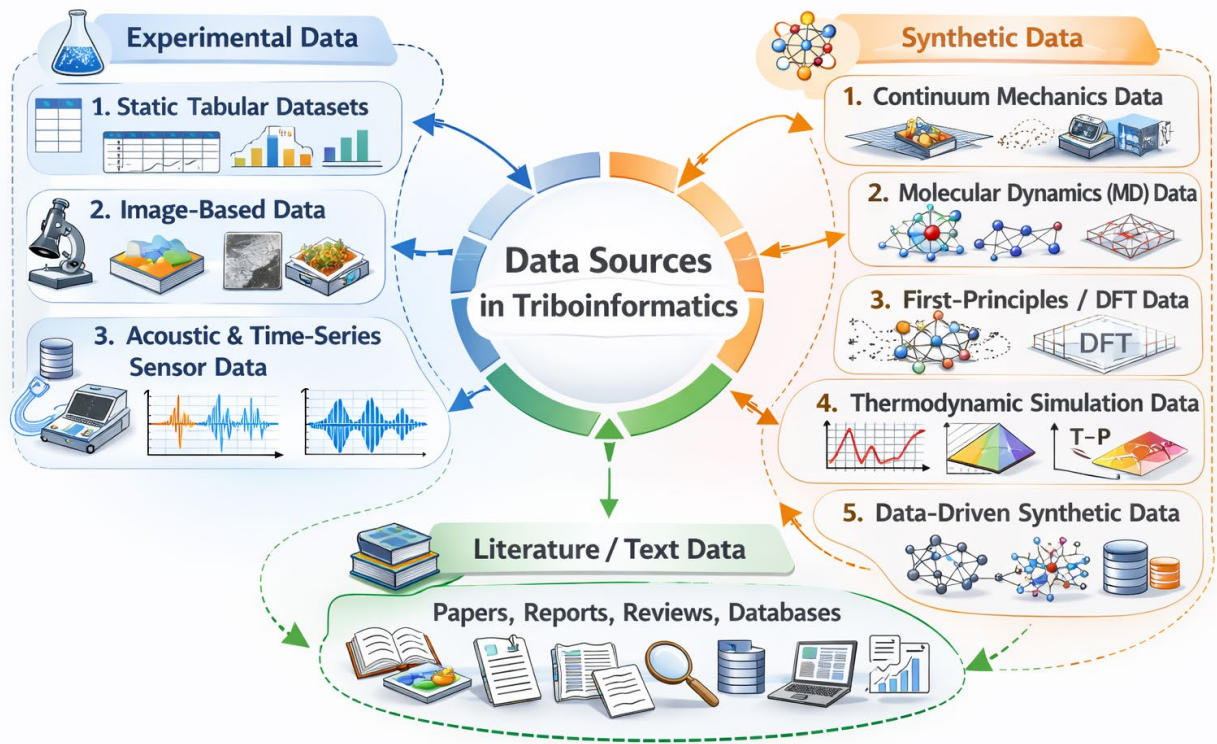 Experimental Data
1. Static Tabular Datasets
2. Image-Based Data
3. Acoustic & Time-Series
Sensor Data
Data Sources
in Triboinformatics
Synthetic Data
1. Continuum Mechanics Data
2. Molecular Dynamics (MD) Data
3. First-Principles / DFT Data
DFT
4. Thermodynamic Simulation Data
T-P
5. Data-Driven Synthetic Data
Literature / Text Data
Papers, Reports, Reviews, Databases